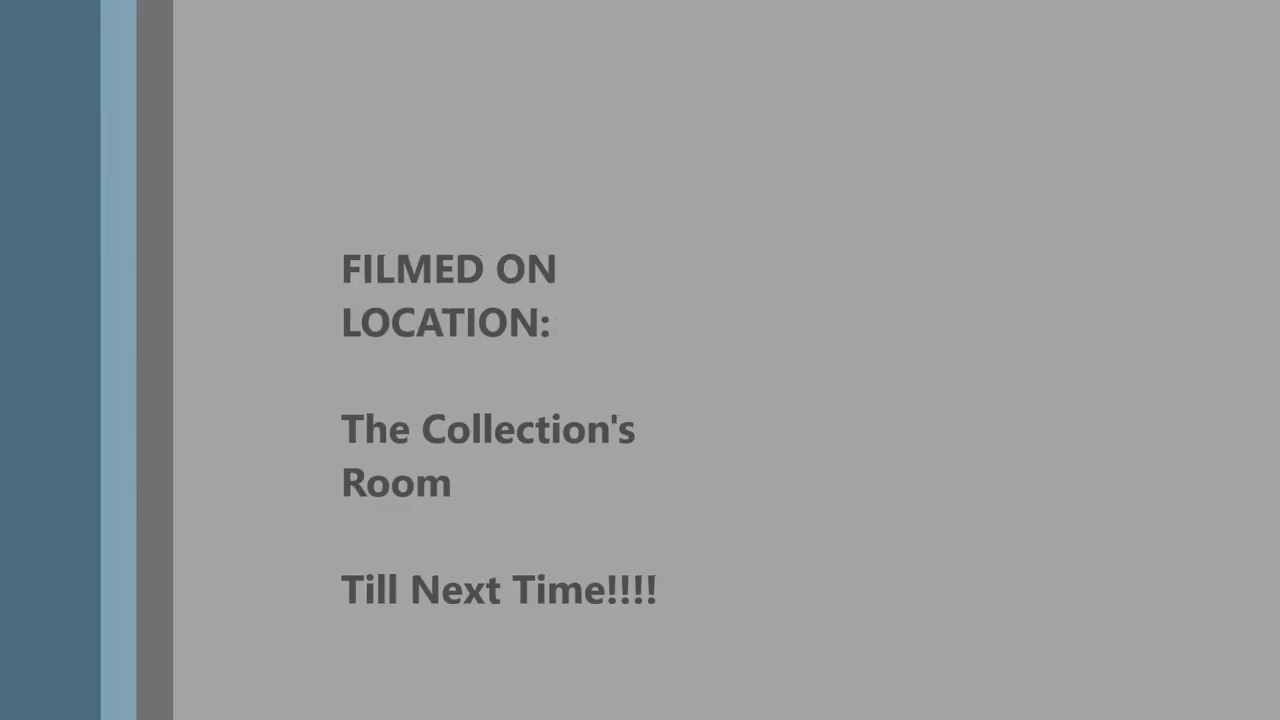 FILMED ON
LOCATION:
The Collection's
Room
Till Next Time!!!!